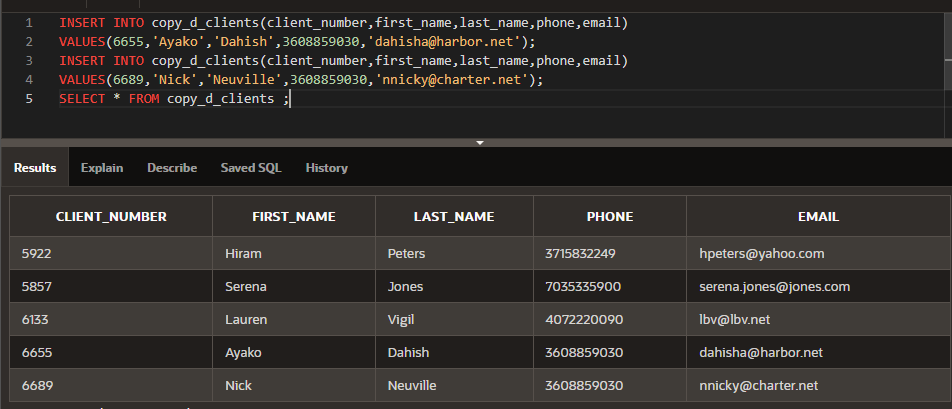 1 INSERT INTO copy_d_clients(client_number,first_name,last_name,phone,email)
2 VALUES(6655,'Ayako','Dahish',3608859030,'dahisha@harbor.net');
3 INSERT INTO copy_d_clients(client_number,first_name,last_name,phone,email)
4 VALUES(6689,'Nick','Neuville',3608859030,'nnicky@charter.net');
5 SELECT * FROM copy_d_clients ;
Results Explain Describe Saved SQL History
CLIENT_NUMBER FIRST_NAME LAST_NAME PHONE EMAIL
5922 Hiram Peters 3715832249 hpeters@yahoo.com
5857 Serena Jones 7035335900 serena.jones@jones.com
6133 Lauren Vigil 4072220090 lbv@lbv.net
6655 Ayako Dahish 3608859030 dahisha@harbor.net
6689 Nick Neuville 3608859030 nnicky@charter.net